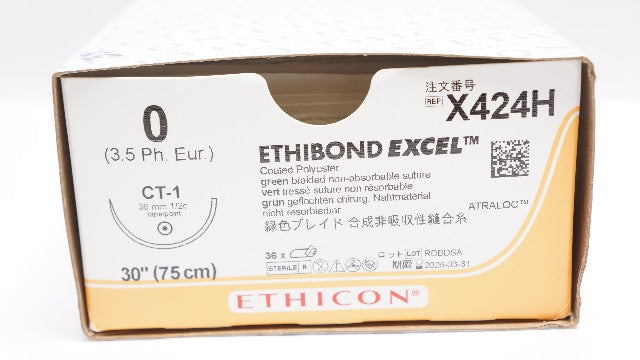 0
(3.5 Ph. Eur.)
CT-1
36 mm 1/2c
Taperpoint
30" (75 cm)
注文番号
REF X424H
ETHIBOND EXCEL™
Coated Polyester
green braided non-absorbable suture
vert tressé suture non résorbable
grün geflochten chirurg. Nahtmaterial
nicht resorbierbar
緑色ブレイド 合成非吸収性縫合糸
ATRALOC™
36 x
STERILE R
ロット LOT RDBDSA
期限 2026-03-31
ETHICON®